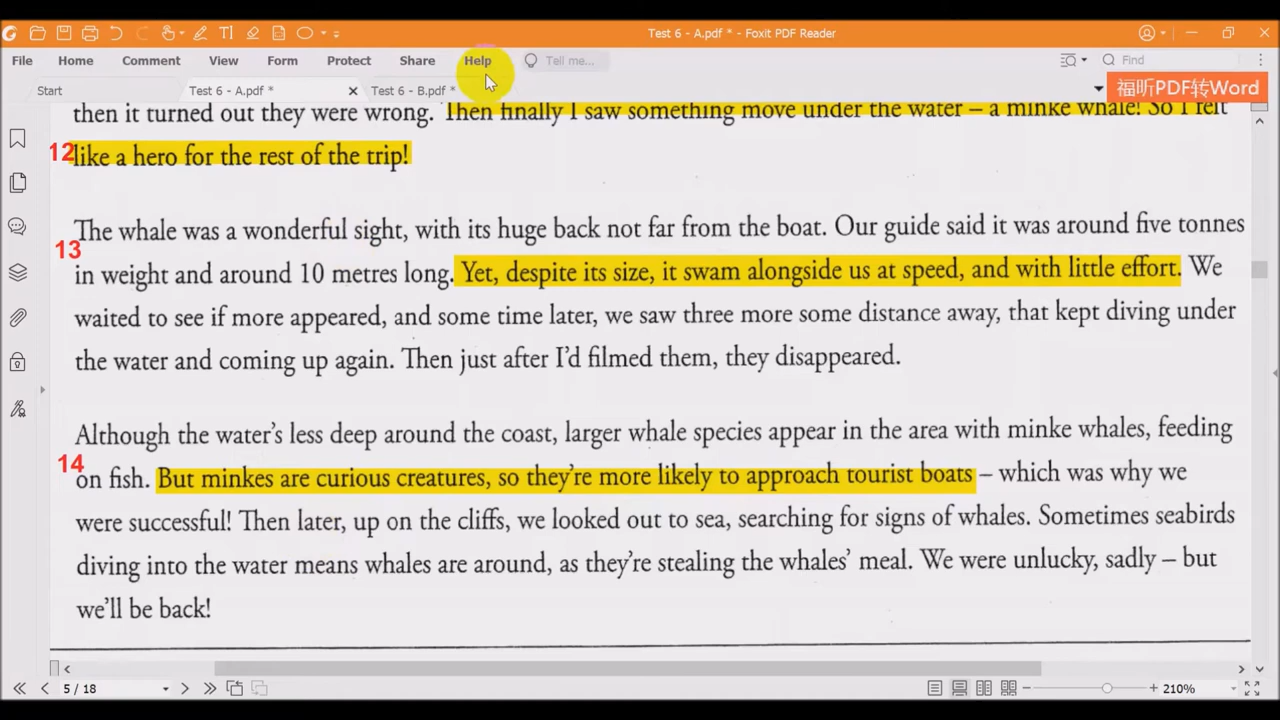 TI
Test 6 - A.pdf * - Foxit PDF Reader
File Home Comment View Form Protect Share Help Tell me... Find
Start Test 6 - A.pdf * Test 6 - B.pdf * 福昕PDF转Word
then it turned out they were wrong. Then finally I saw something move under the water – a minke whale! So I felt
12 like a hero for the rest of the trip!
The whale was a wonderful sight, with its huge back not far from the boat. Our guide said it was around five tonnes
13
in weight and around 10 metres long. Yet, despite its size, it swam alongside us at speed, and with little effort. We
waited to see if more appeared, and some time later, we saw three more some distance away, that kept diving under
the water and coming up again. Then just after I'd filmed them, they disappeared.
Although the water's less deep around the coast, larger whale species appear in the area with minke whales, feeding
14
on fish. But minkes are curious creatures, so they're more likely to approach tourist boats – which was why we
were successful! Then later, up on the cliffs, we looked out to sea, searching for signs of whales. Sometimes seabirds
diving into the water means whales are around, as they're stealing the whales' meal. We were unlucky, sadly – but
we'll be back!
5 / 18 210%